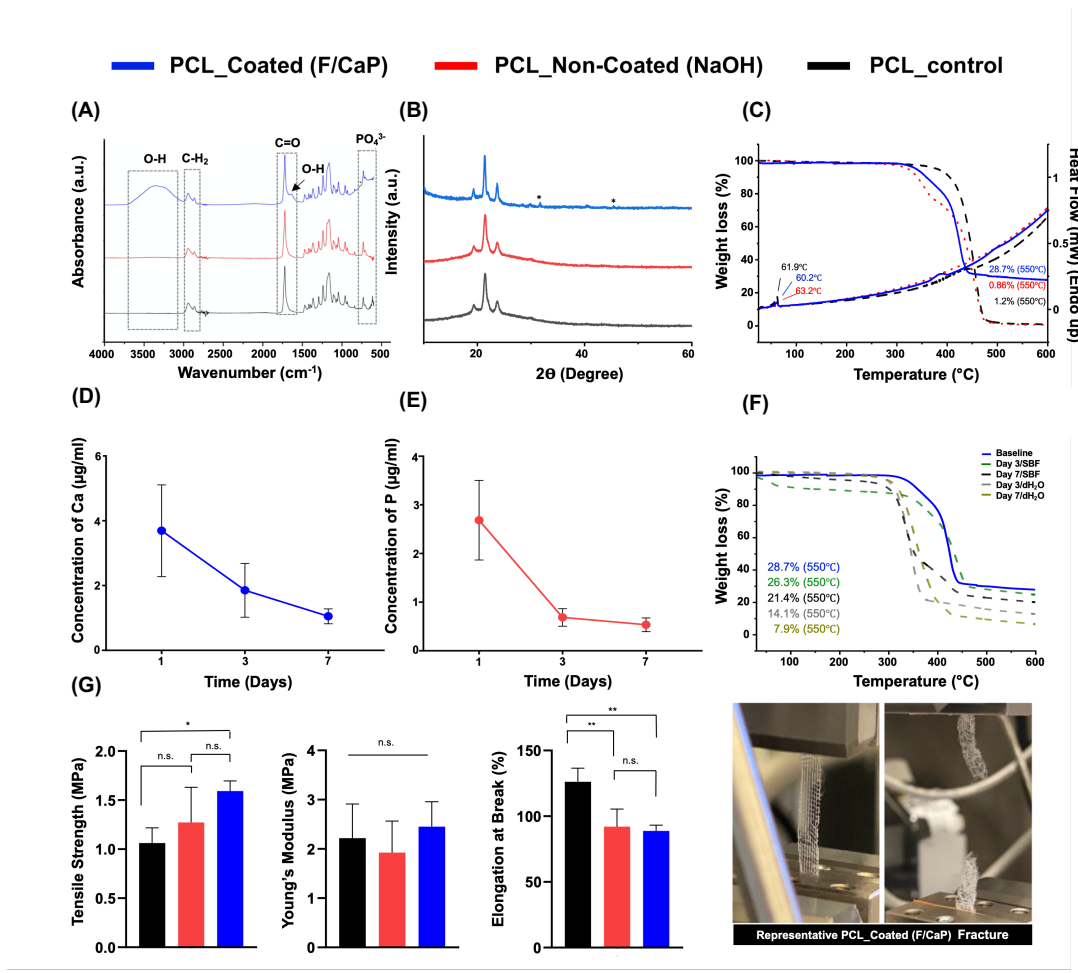 PCL_Coated (F/CaP) PCL_Non-Coated (NaOH) PCL_control
(A)
Absorbance (a.u.)
O-H
C-H₂
C=O
O-H
PO₄³⁻
4000 3500 3000 2500 2000 1500 1000 500
Wavenumber (cm⁻¹)
(B)
Intensity (a.u.)
* *
20 40 60
2Θ (Degree)
(C)
Weight loss (%)
100
80
60
40
20
0
61.9℃
60.2℃
63.2℃
28.7% (550℃)
0.86% (550℃)
1.2% (550℃)
1
0.5
0
Heat Flow (mW) (Endo up)
100 200 300 400 500 600
Temperature (°C)
(D)
Concentration of Ca (µg/ml)
6
4
2
0
1 3 7
Time (Days)
(E)
Concentration of P (µg/ml)
4
3
2
1
0
1 3 7
Time (Days)
(F)
Weight loss (%)
100
80
60
40
20
0
Baseline
Day 3/SBF
Day 7/SBF
Day 3/dH₂O
Day 7/dH₂O
28.7% (550℃)
26.3% (550℃)
21.4% (550℃)
14.1% (550℃)
7.9% (550℃)
100 200 300 400 500 600
Temperature (°C)
(G)
Tensile Strength (MPa)
2.0
1.5
1.0
0.5
0.0
*
n.s.
n.s.
Young's Modulus (MPa)
4
3
2
1
0
n.s.
Elongation at Break (%)
150
100
50
0
**
**
n.s.
Representative PCL_Coated (F/CaP) Fracture